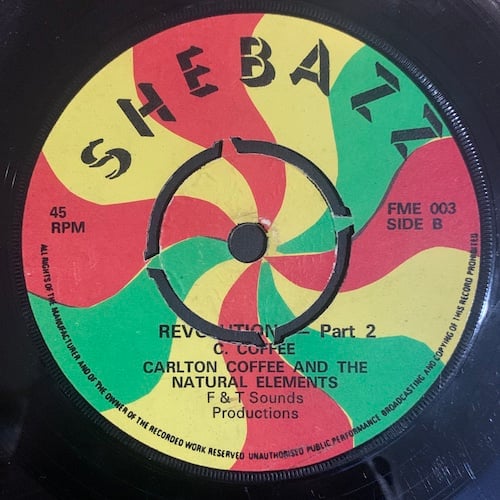 SHEBAZZ
45
RPM
FME 003
SIDE B
REVOLUTION — Part 2
C. COFFEE
CARLTON COFFEE AND THE
NATURAL ELEMENTS
F & T Sounds
Productions
ALL RIGHTS OF THE MANUFACTURER AND OF THE OWNER OF THE RECORDED WORK RESERVED UNAUTHORISED PUBLIC PERFORMANCE BROADCASTING AND COPYING OF THIS RECORD PROHIBITED